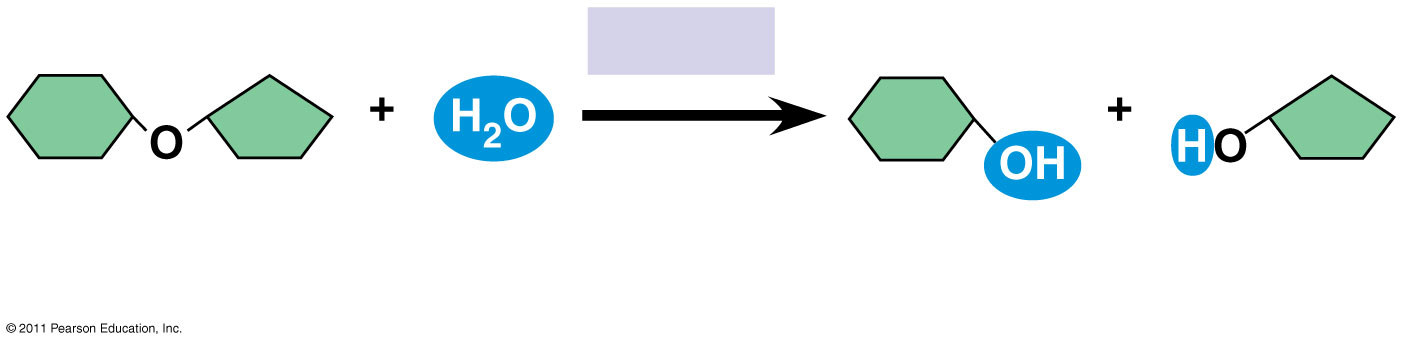 O + H₂O OH + HO
© 2011 Pearson Education, Inc.